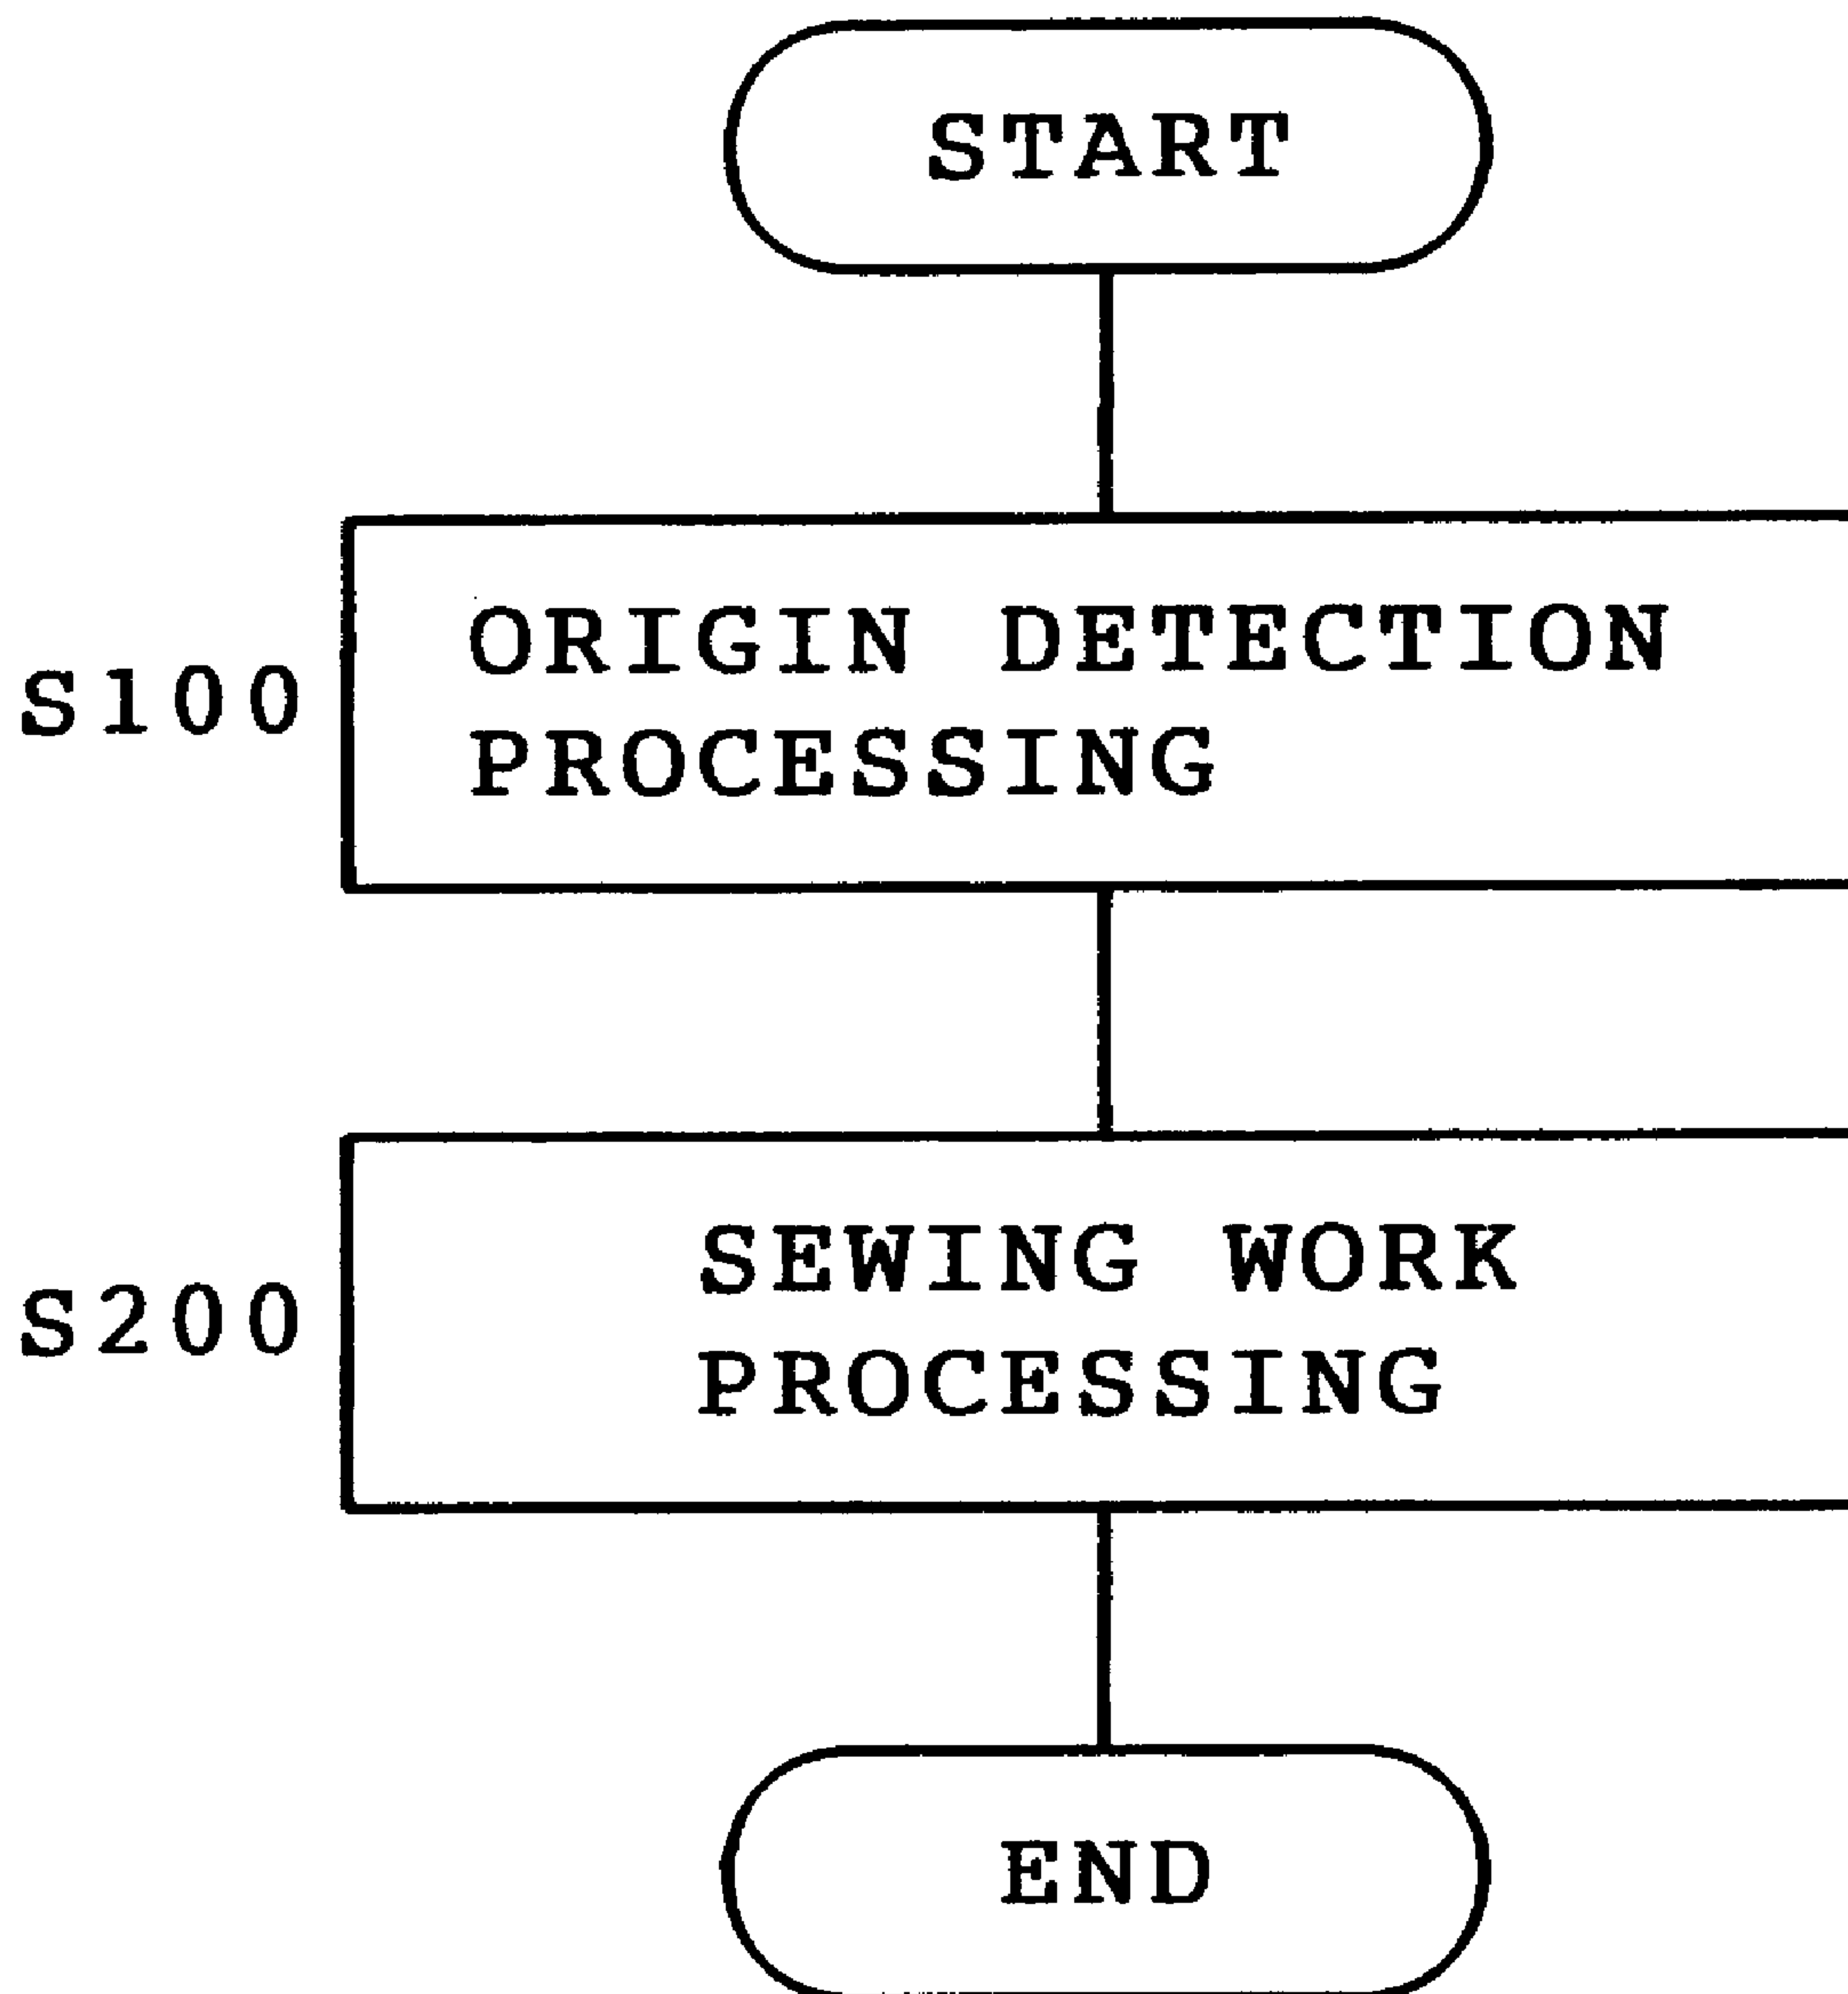 START
S100
ORIGIN DETECTION
PROCESSING
S200
SEWING WORK
PROCESSING
END